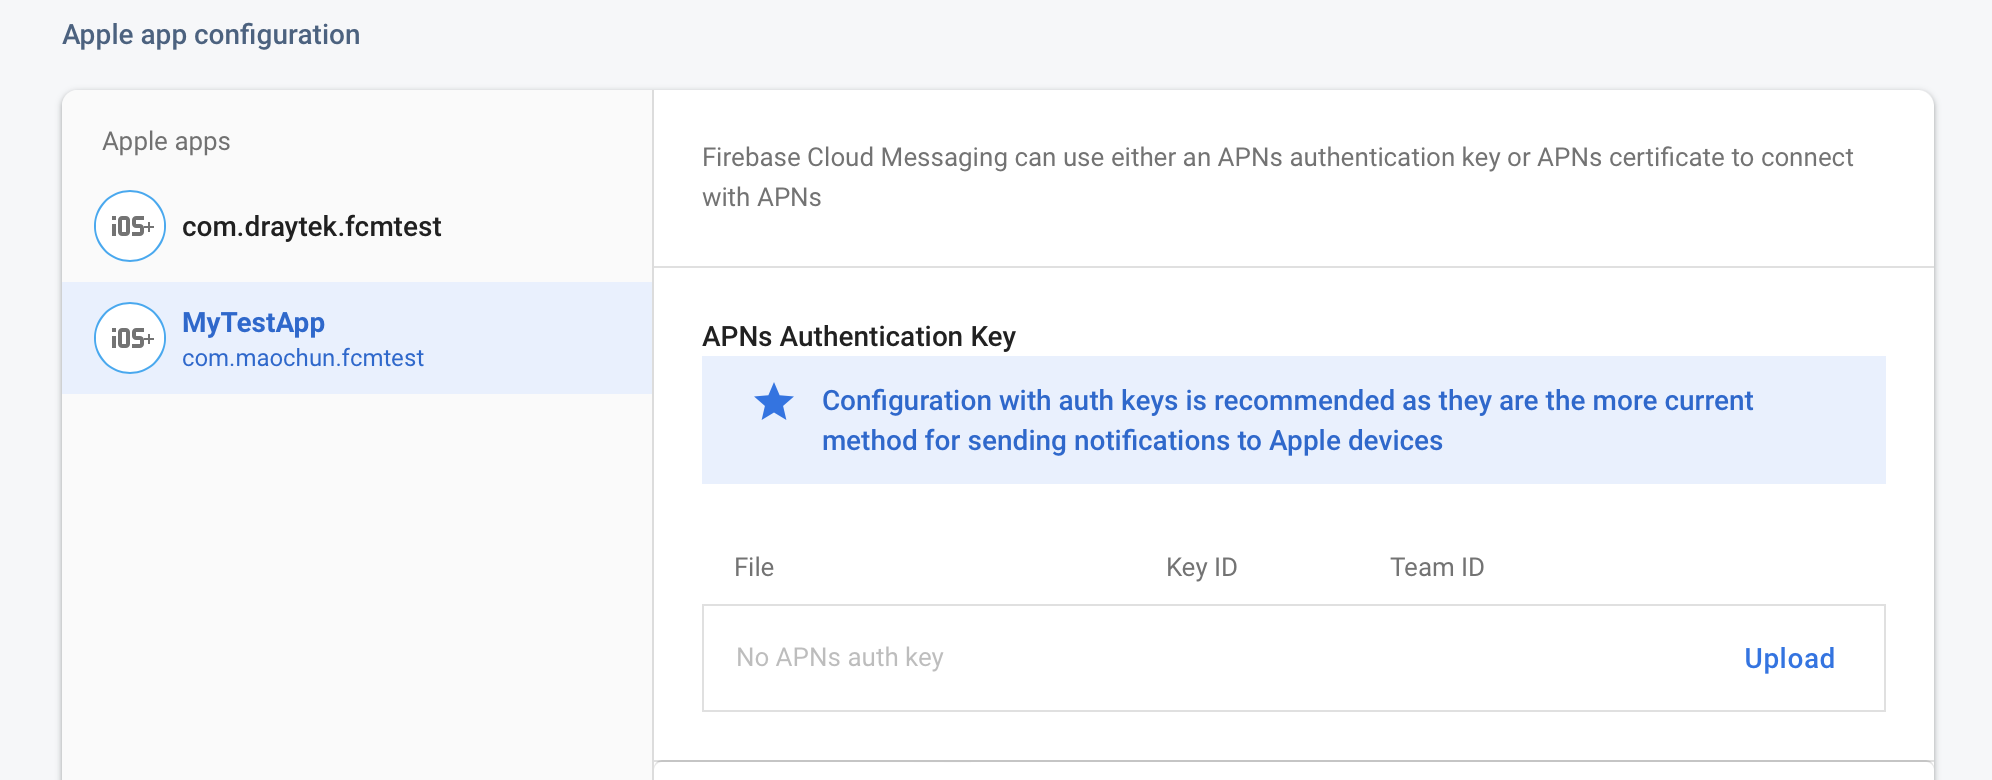 Apple app configuration
Apple apps
iOS+
com.draytek.fcmtest
iOS+
MyTestApp
com.maochun.fcmtest
Firebase Cloud Messaging can use either an APNs authentication key or APNs certificate to connect
with APNs
APNs Authentication Key
Configuration with auth keys is recommended as they are the more current
method for sending notifications to Apple devices
File Key ID Team ID
No APNs auth key Upload